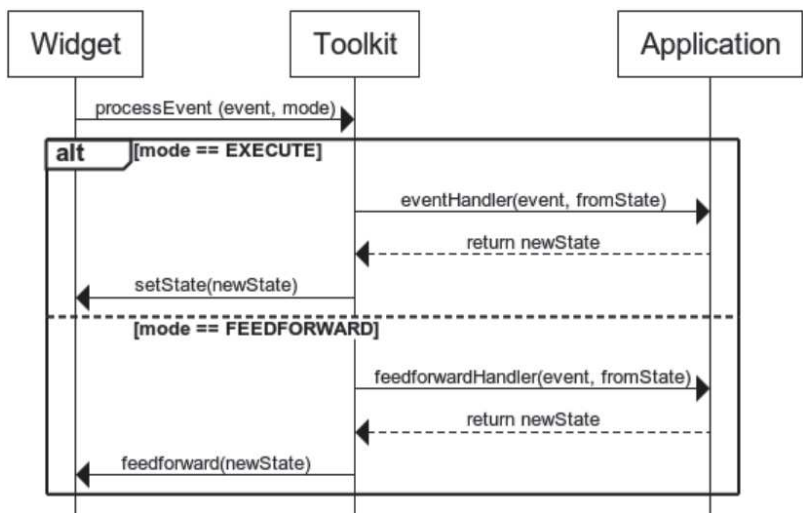 Widget Toolkit Application
processEvent (event, mode)
alt [mode == EXECUTE]
eventHandler(event, fromState)
return newState
setState(newState)
[mode == FEEDFORWARD]
feedforwardHandler(event, fromState)
return newState
feedforward(newState)